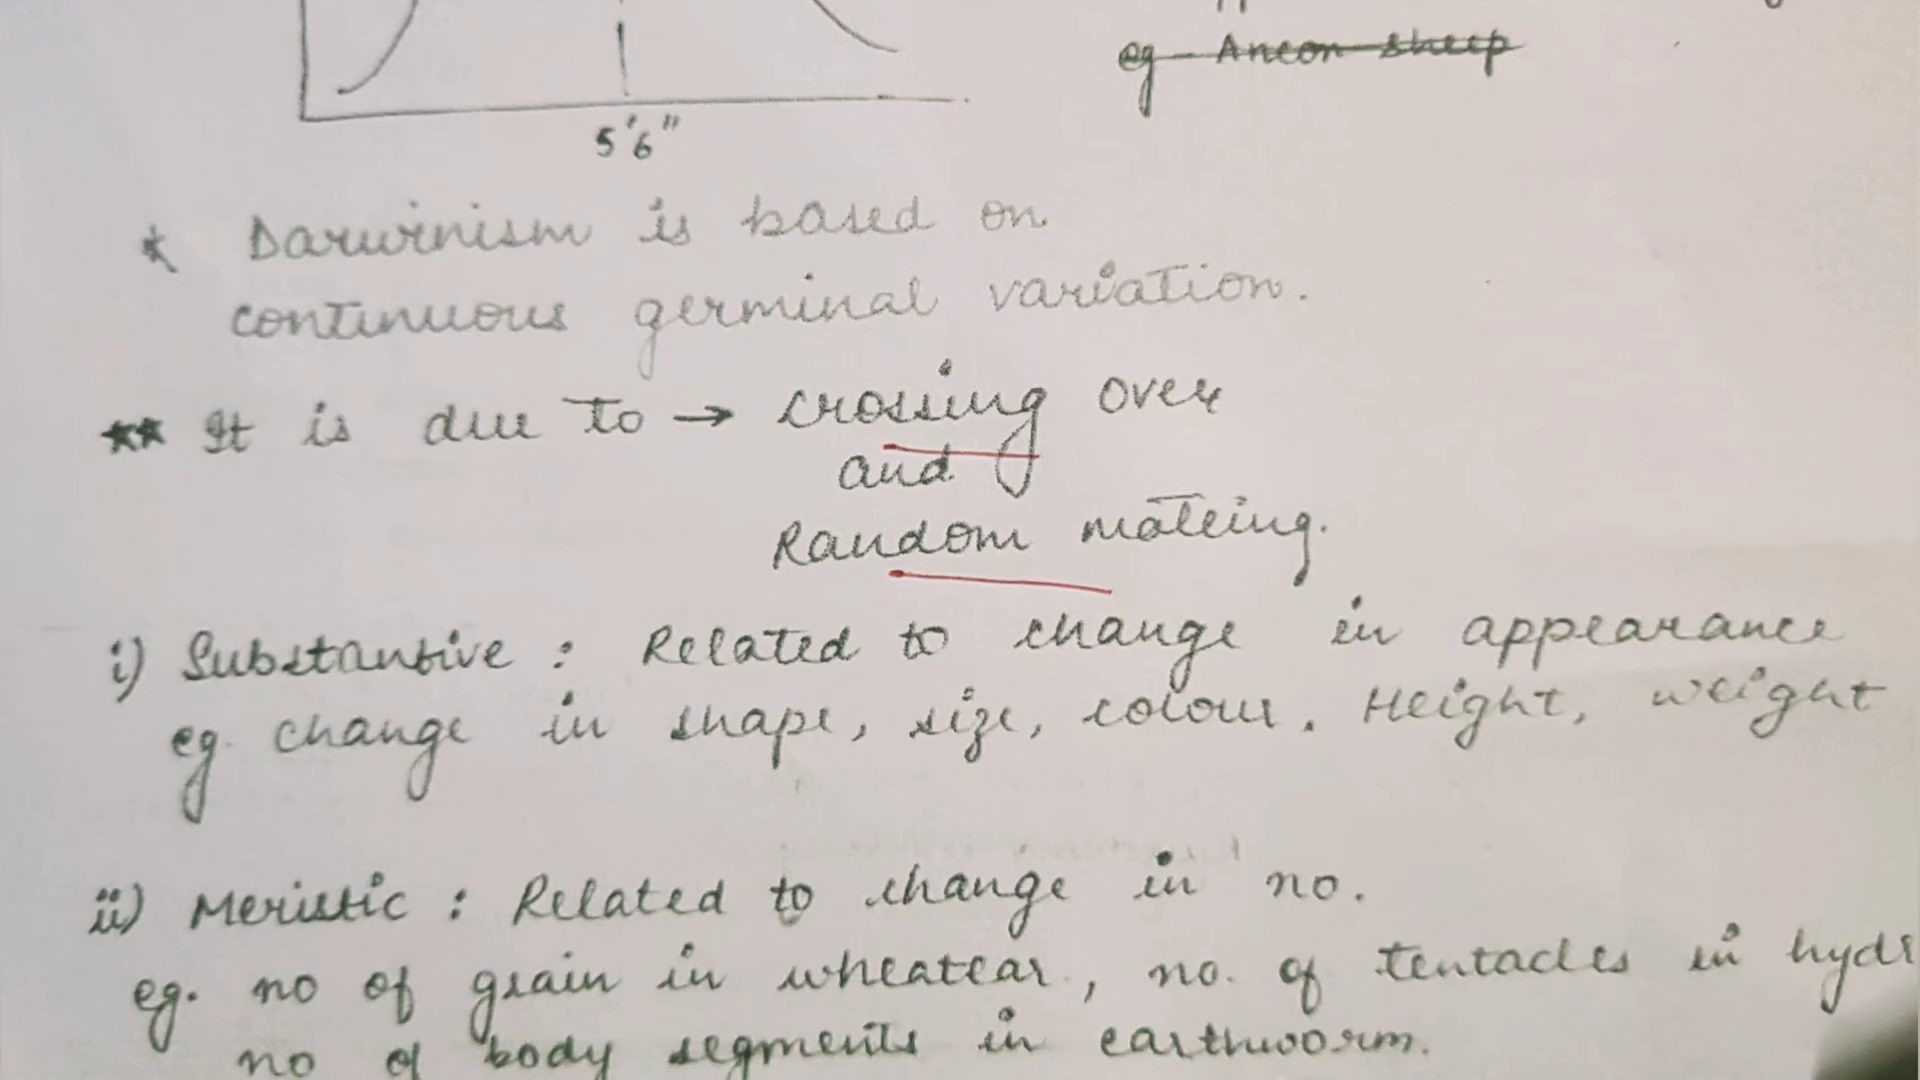 eg - Ancon sheep
5'6"
* Darwinism is based on
continuous germinal variation.
** It is due to → crossing over
and
Random mateing.
i) Substantive : Related to change in appearance
eg. change in shape, size, colour. Height, weight
ii) Meristic : Related to change in no.
eg. no of grain in wheatear, no. of tentacles in hydr
no of body segments in earthworm.